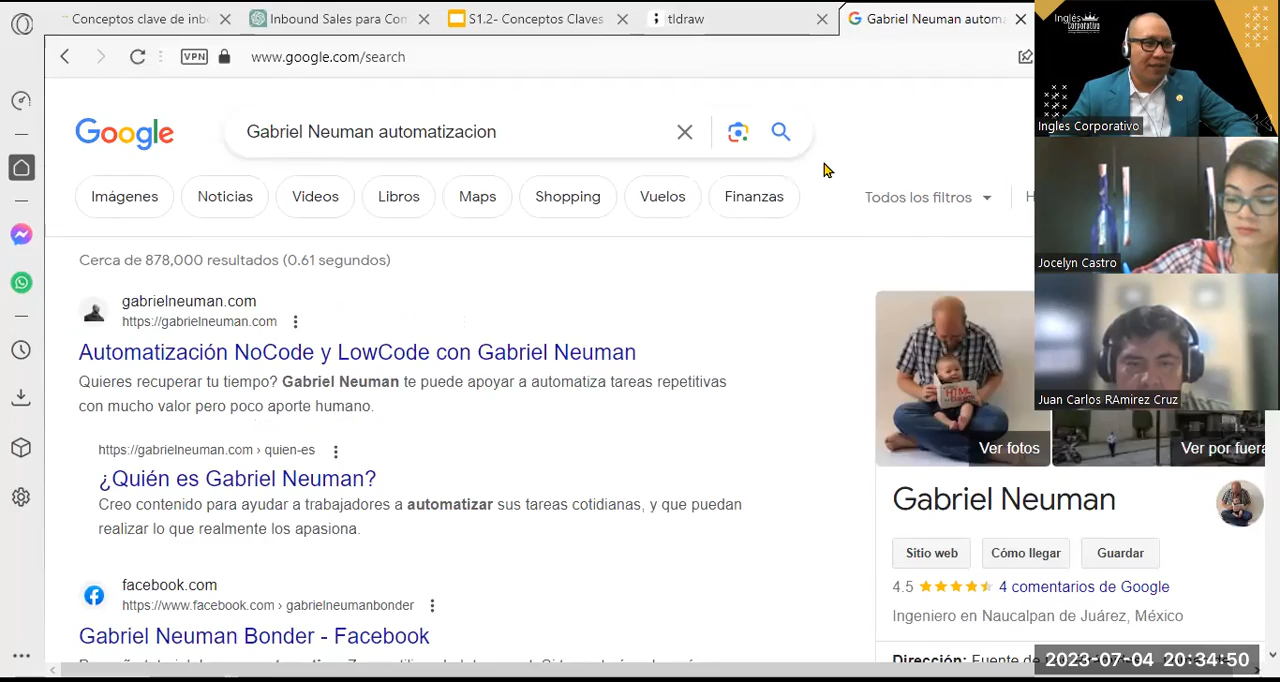 Conceptos clave de inb
Inbound Sales para Con
S1.2- Conceptos Claves
tldraw
Gabriel Neuman autom
VPN
www.google.com/search
Google
Gabriel Neuman automatizacion
Imágenes
Noticias
Videos
Libros
Maps
Shopping
Vuelos
Finanzas
Todos los filtros
H
Cerca de 878,000 resultados (0.61 segundos)
gabrielneuman.com
https://gabrielneuman.com
Automatización NoCode y LowCode con Gabriel Neuman
Quieres recuperar tu tiempo? Gabriel Neuman te puede apoyar a automatiza tareas repetitivas
con mucho valor pero poco aporte humano.
https://gabrielneuman.com › quien-es
¿Quién es Gabriel Neuman?
Creo contenido para ayudar a trabajadores a automatizar sus tareas cotidianas, y que puedan
realizar lo que realmente los apasiona.
facebook.com
https://www.facebook.com › gabrielneumanbonder
Gabriel Neuman Bonder - Facebook
Inglés
Corporativo
Ingles Corporativo
Jocelyn Castro
Juan Carlos RAmirez Cruz
HTML
Ver fotos
Ver por fuera
Gabriel Neuman
Sitio web
Cómo llegar
Guardar
4.5
4 comentarios de Google
Ingeniero en Naucalpan de Juárez, México
Dirección: Fuente de
2023-07-04 20:34:50